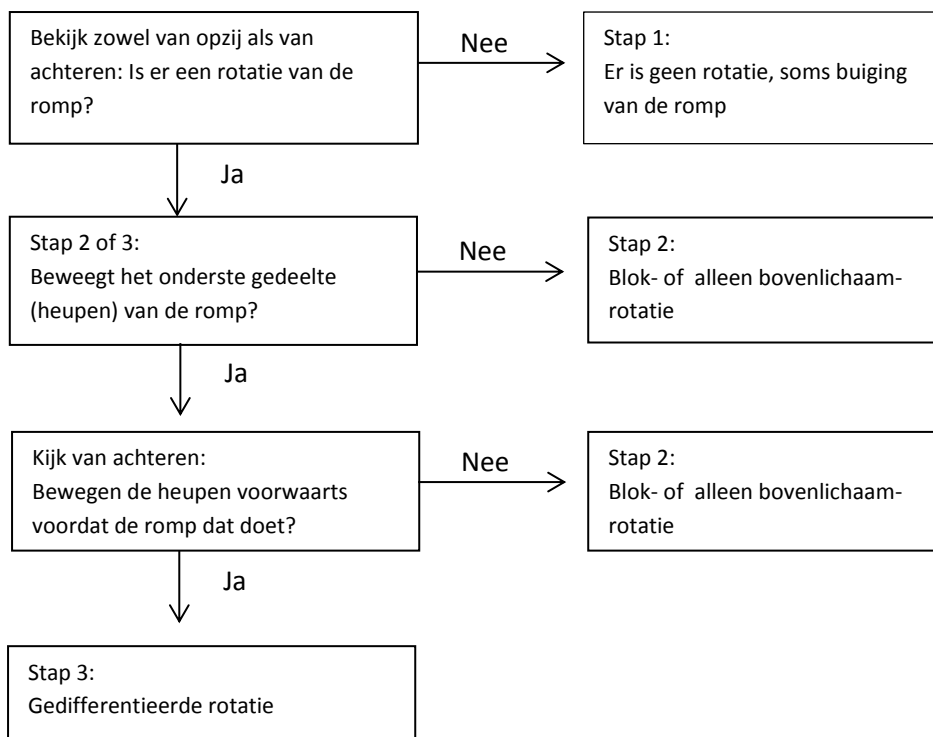 Bekijk zowel van opzij als van
achteren: Is er een rotatie van de
romp?
Nee
Stap 1:
Er is geen rotatie, soms buiging
van de romp
Ja
Stap 2 of 3:
Beweegt het onderste gedeelte
(heupen) van de romp?
Nee
Stap 2:
Blok- of  alleen bovenlichaam-
rotatie
Ja
Kijk van achteren:
Bewegen de heupen voorwaarts
voordat de romp dat doet?
Nee
Stap 2:
Blok- of  alleen bovenlichaam-
rotatie
Ja
Stap 3:
Gedifferentieerde rotatie